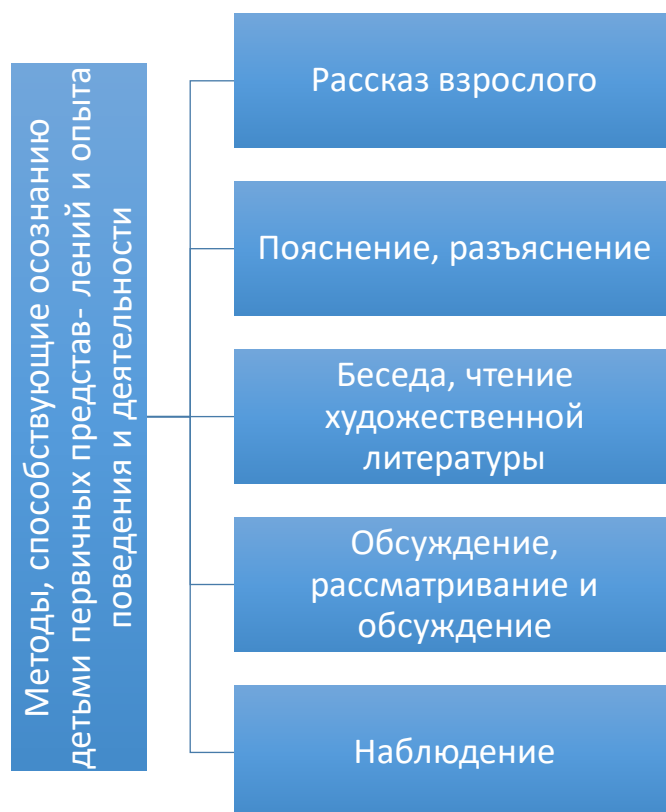 Методы, способствующие осознанию
детьми первичных представ- лений и опыта
поведения и деятельности
Рассказ взрослого
Пояснение, разъяснение
Беседа, чтение
художественной
литературы
Обсуждение,
рассматривание и
обсуждение
Наблюдение